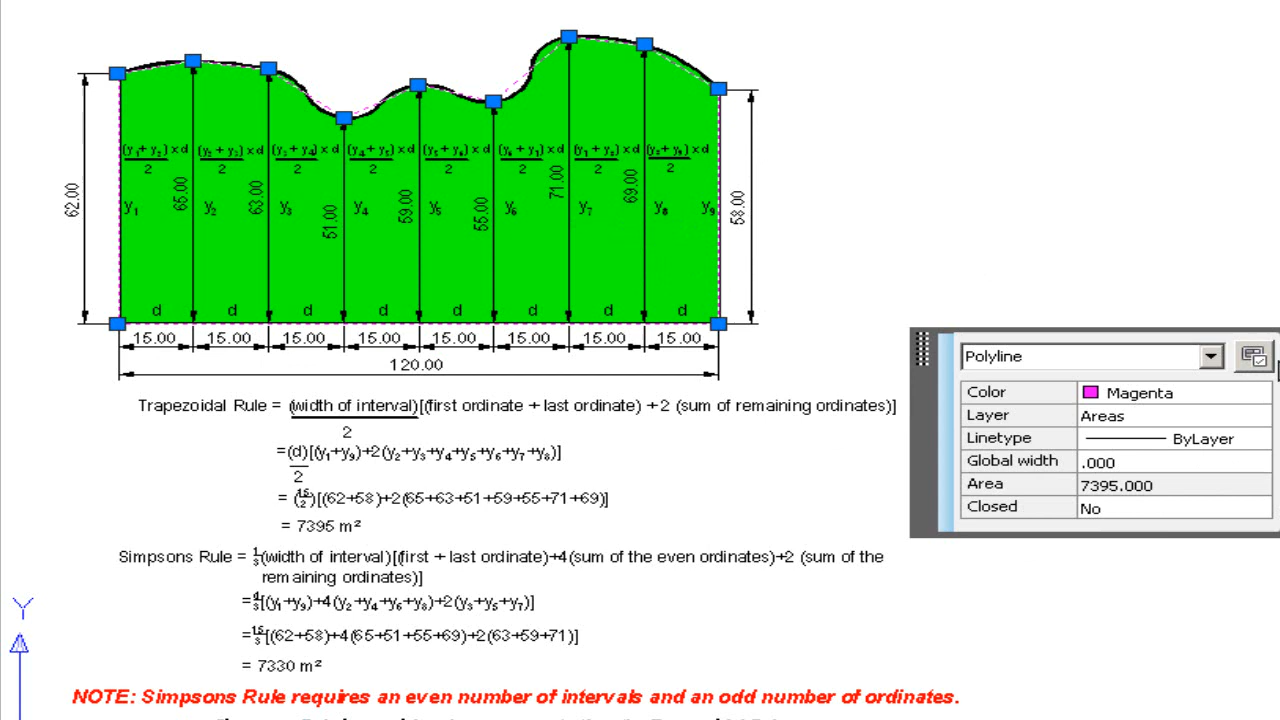 (y₁+ y₂) x d (y₂ + y₃) x d (y₃ + y₄) x d (y₄ + y₅) x d (y₅ + y₆) x d (y₆ + y₇) x d
2 2 2 2 2 2 2 2
62.00 65.00 63.00 51.00 59.00 55.00 71.00 69.00 58.00
y₁ y₂ y₃ y₄ y₅ y₆ y₇ y₈ y₉
d d d d d d d d
15.00 15.00 15.00 15.00 15.00 15.00 15.00 15.00
120.00
Trapezoidal Rule = (width of interval)[(first ordinate + last ordinate) + 2 (sum of remaining ordinates)]
2
=(d)[(y₁+y₉)+2(y₂+y₃+y₄+y₅+y₆+y₇+y₈)]
2
= (15/2)[(62+58)+2(65+63+51+59+55+71+69)]
= 7395 m²
Simpsons Rule = 1/3(width of interval)[(first + last ordinate)+4(sum of the even ordinates)+2 (sum of the
remaining ordinates)]
=d/3[(y₁+y₉)+4(y₂+y₄+y₆+y₈)+2(y₃+y₅+y₇)]
=15/3[(62+58)+4(65+51+55+69)+2(63+59+71)]
= 7330 m²
NOTE: Simpsons Rule requires an even number of intervals and an odd number of ordinates.
Y
Polyline
Color Magenta
Layer Areas
Linetype ByLayer
Global width .000
Area 7395.000
Closed No